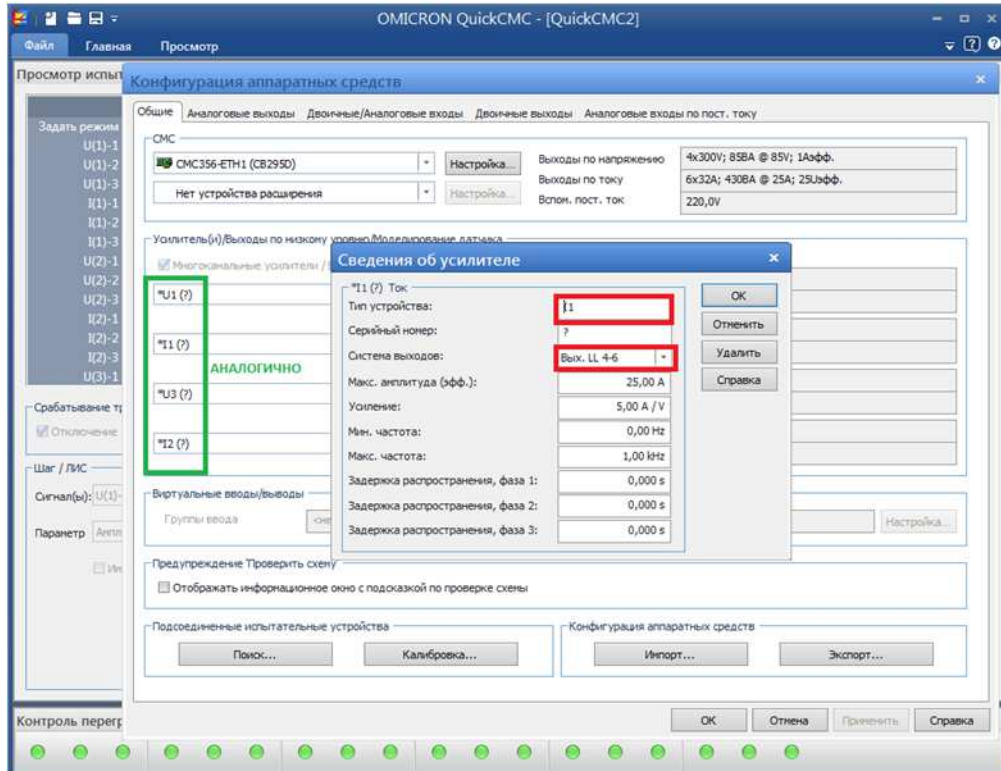 OMICRON QuickCMC - [QuickCMC2]
Файл Главная Просмотр
Просмотр испыт
Конфигурация аппаратных средств
Общие Аналоговые выходы Двоичные/Аналоговые входы Двоичные выходы Аналоговые входы по пост. току
Задать режим
U(1)-1
U(1)-2
U(1)-3
I(1)-1
I(1)-2
I(1)-3
U(2)-1
U(2)-2
U(2)-3
I(2)-1
I(2)-2
I(2)-3
U(3)-1
Срабатывание тр
Отключение
Шаг / ЛИС
Сигнал(ы): U(1)-
Параметр Ампл
CMC
CMC356-ETH1 (CB295D) Настройка...
Нет устройства расширения Настройка...
Выходы по напряжению 4x300V; 85ВА @ 85V; 1Аэфф.
Выходы по току 6x32A; 430ВА @ 25A; 25Uэфф.
Вспом. пост. ток 220,0V
Усилитель(и)/Выходы по низкому уровню/Моделирование датчика
Многоканальные усилители /
*U1 (?)
*I1 (?)
АНАЛОГИЧНО
*U3 (?)
*I2 (?)
Сведения об усилителе
*I1 (?) Ток
Тип устройства: I1
Серийный номер: ?
Система выходов: Вых. LL 4-6
Макс. амплитуда (эфф.): 25,00 A
Усиление: 5,00 A / V
Мин. частота: 0,00 Hz
Макс. частота: 1,00 kHz
Задержка распространения, фаза 1: 0,000 s
Задержка распространения, фаза 2: 0,000 s
Задержка распространения, фаза 3: 0,000 s
OK
Отменить
Удалить
Справка
Виртуальные вводы/выводы
Группы ввода Настройка...
Предупреждение 'Проверить схему'
Отображать информационное окно с подсказкой по проверке схемы
Подсоединенные испытательные устройства
Поиск... Калибровка...
Конфигурация аппаратных средств
Импорт... Экспорт...
OK Отмена Применить Справка
Контроль перегр